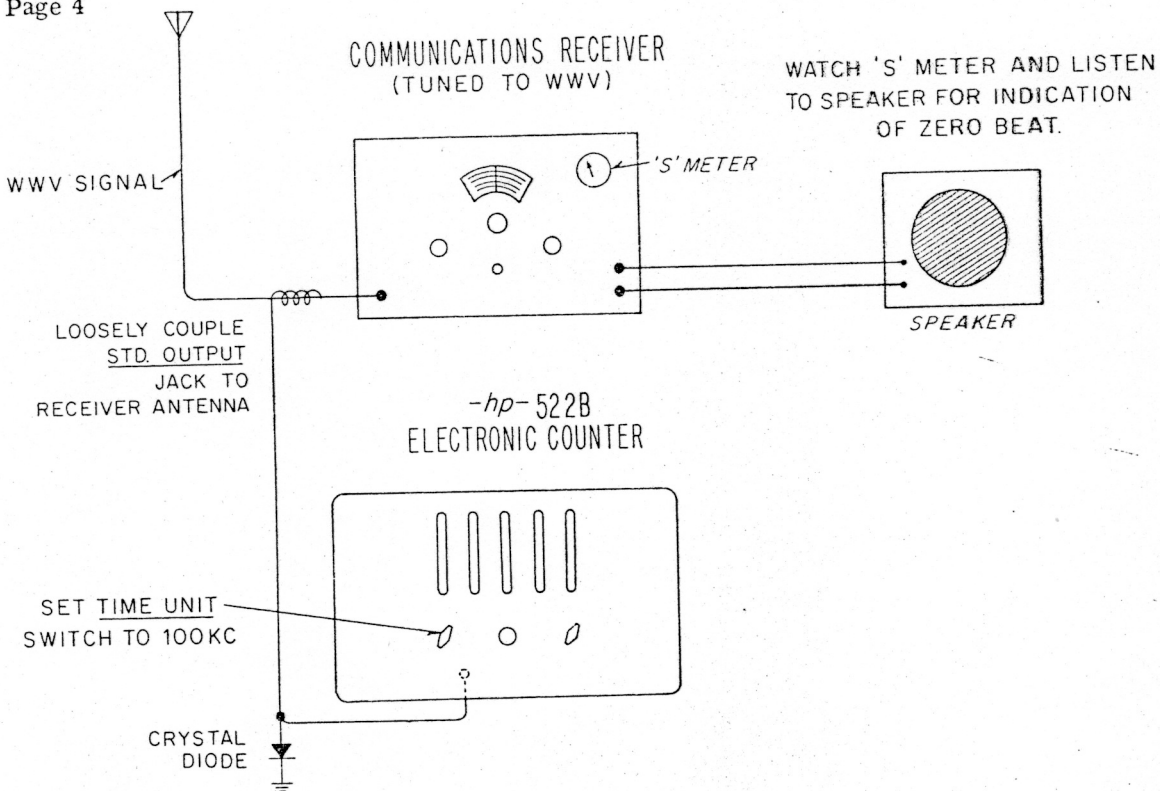 Page 4
COMMUNICATIONS RECEIVER
(TUNED TO WWV)
WATCH 'S' METER AND LISTEN
TO SPEAKER FOR INDICATION
OF ZERO BEAT.
'S' METER
WWV SIGNAL
SPEAKER
LOOSELY COUPLE
STD. OUTPUT
JACK TO
RECEIVER ANTENNA
-hp- 522B
ELECTRONIC COUNTER
SET TIME UNIT
SWITCH TO 100KC
CRYSTAL
DIODE